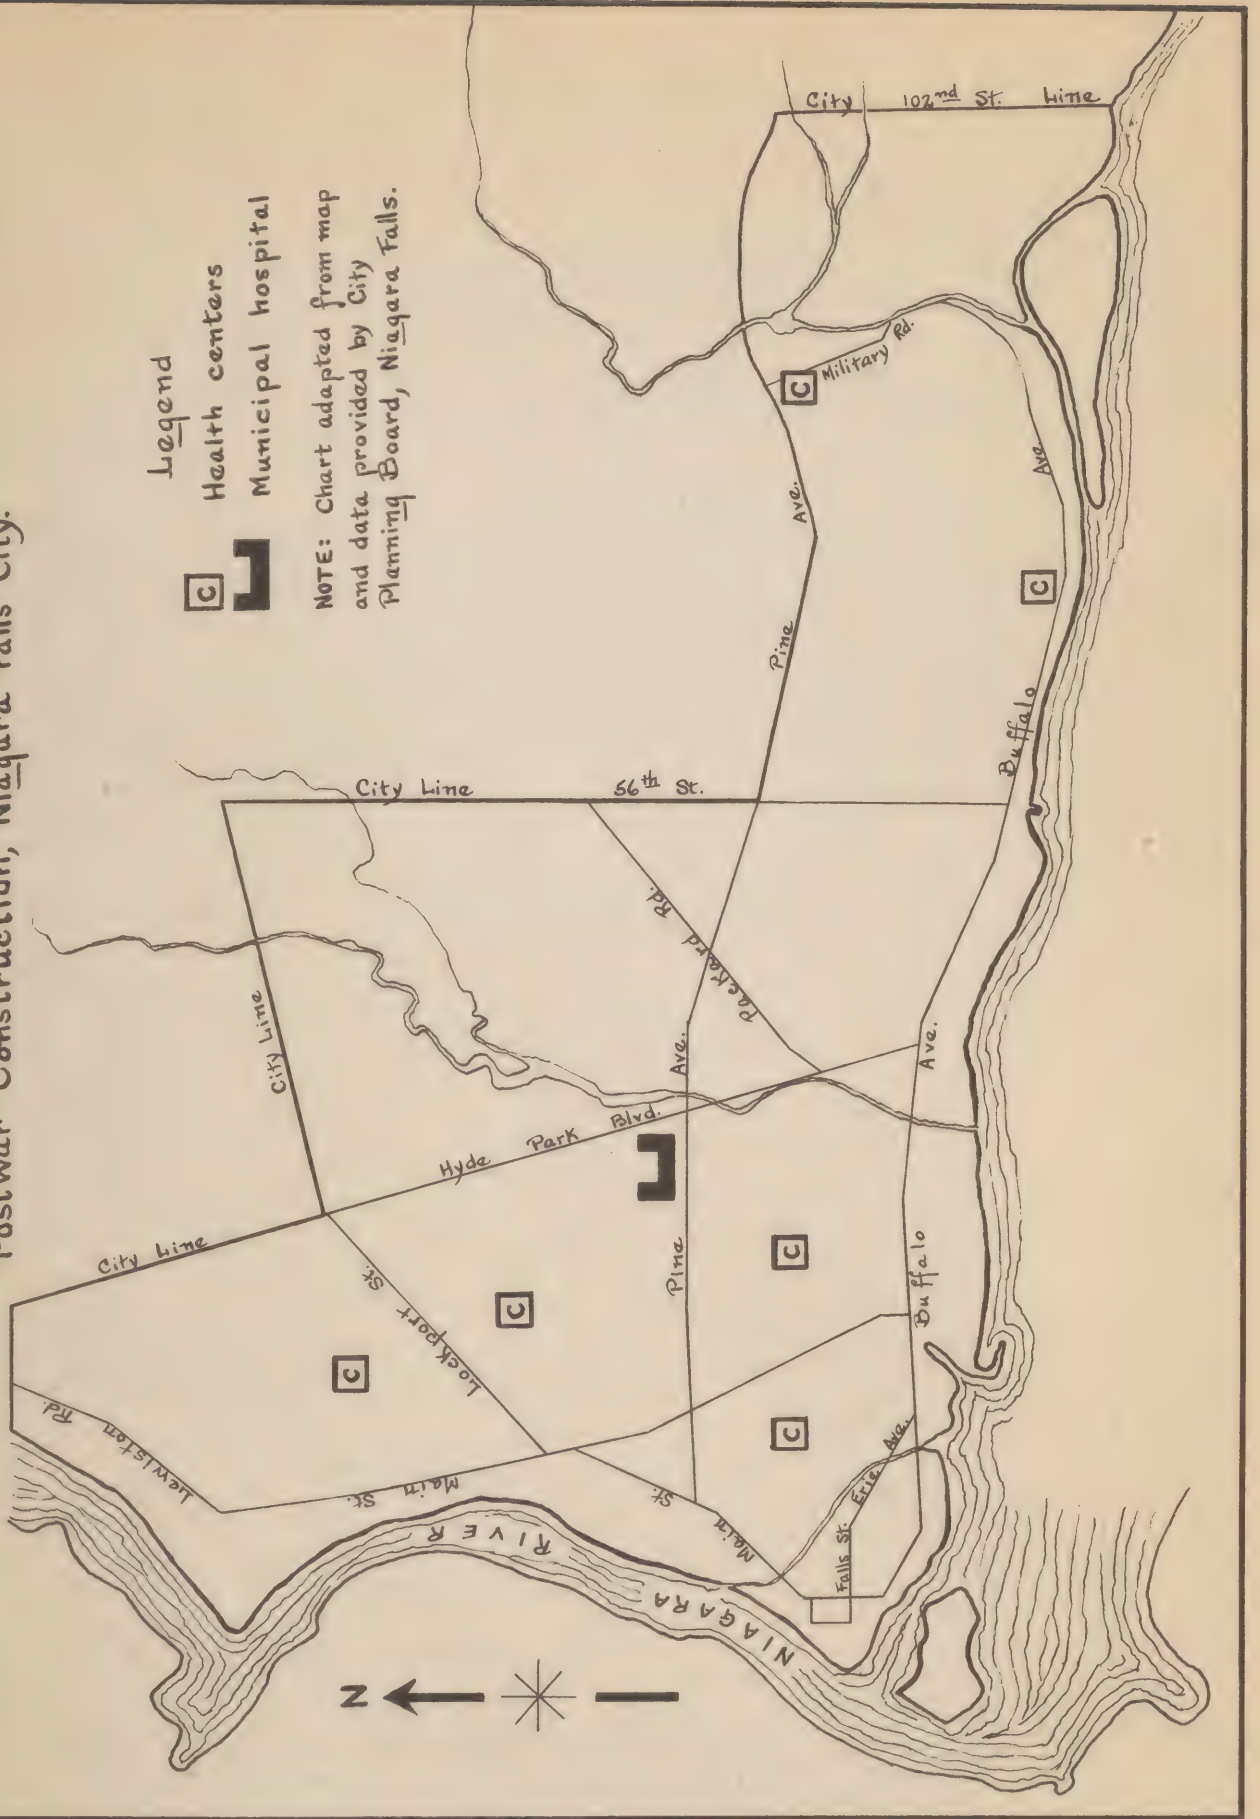 Postwar Construction, Niagara Falls City.
Legend
C Health centers
Municipal hospital
NOTE: Chart adapted from map
and data provided by City
Planning Board, Niagara Falls.
City Line
City Line
City Line
56th St.
City 102nd St. Line
Lewiston Rd.
Main St.
Lockport St.
Hyde Park Blvd.
Packard Rd.
Pine Ave.
Pine Ave.
Military Rd.
Main St.
Falls St.
Erie Ave.
Buffalo Ave.
Buffalo Ave.
NIAGARA RIVER
N
C
C
C
C
C
C